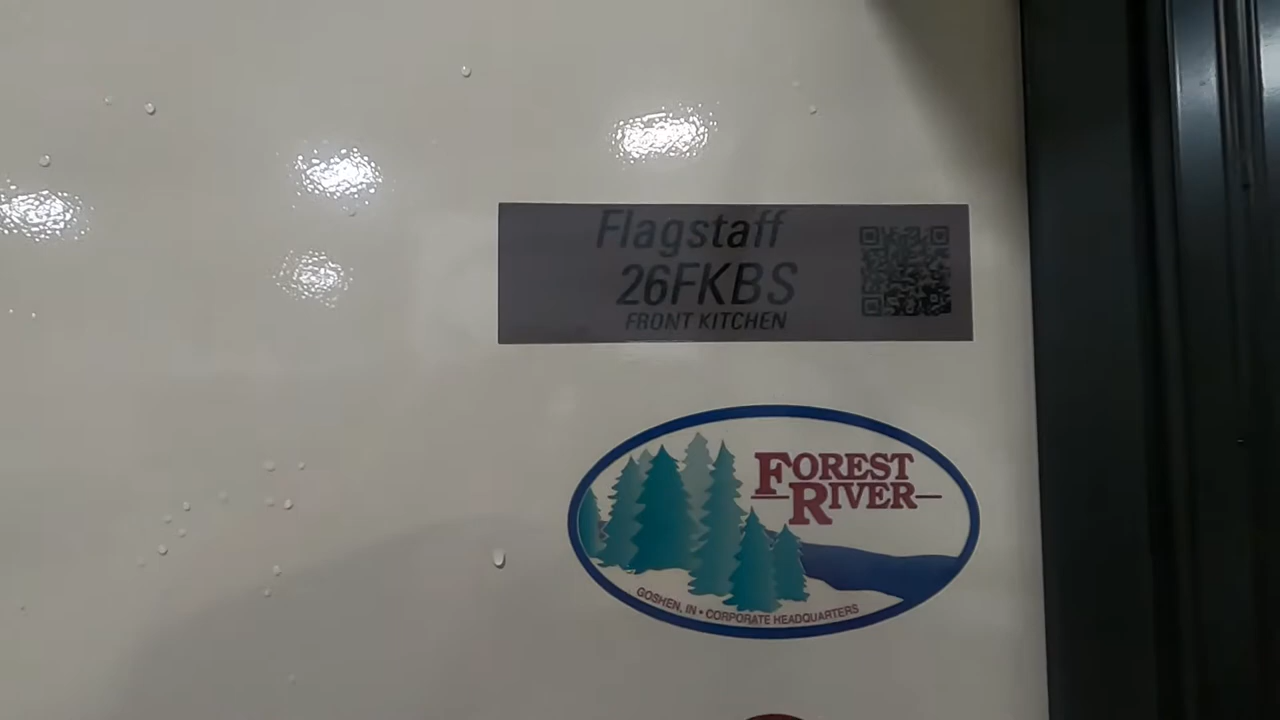 Flagstaff
26FKBS
FRONT KITCHEN
FOREST
RIVER
GOSHEN, IN • CORPORATE HEADQUARTERS